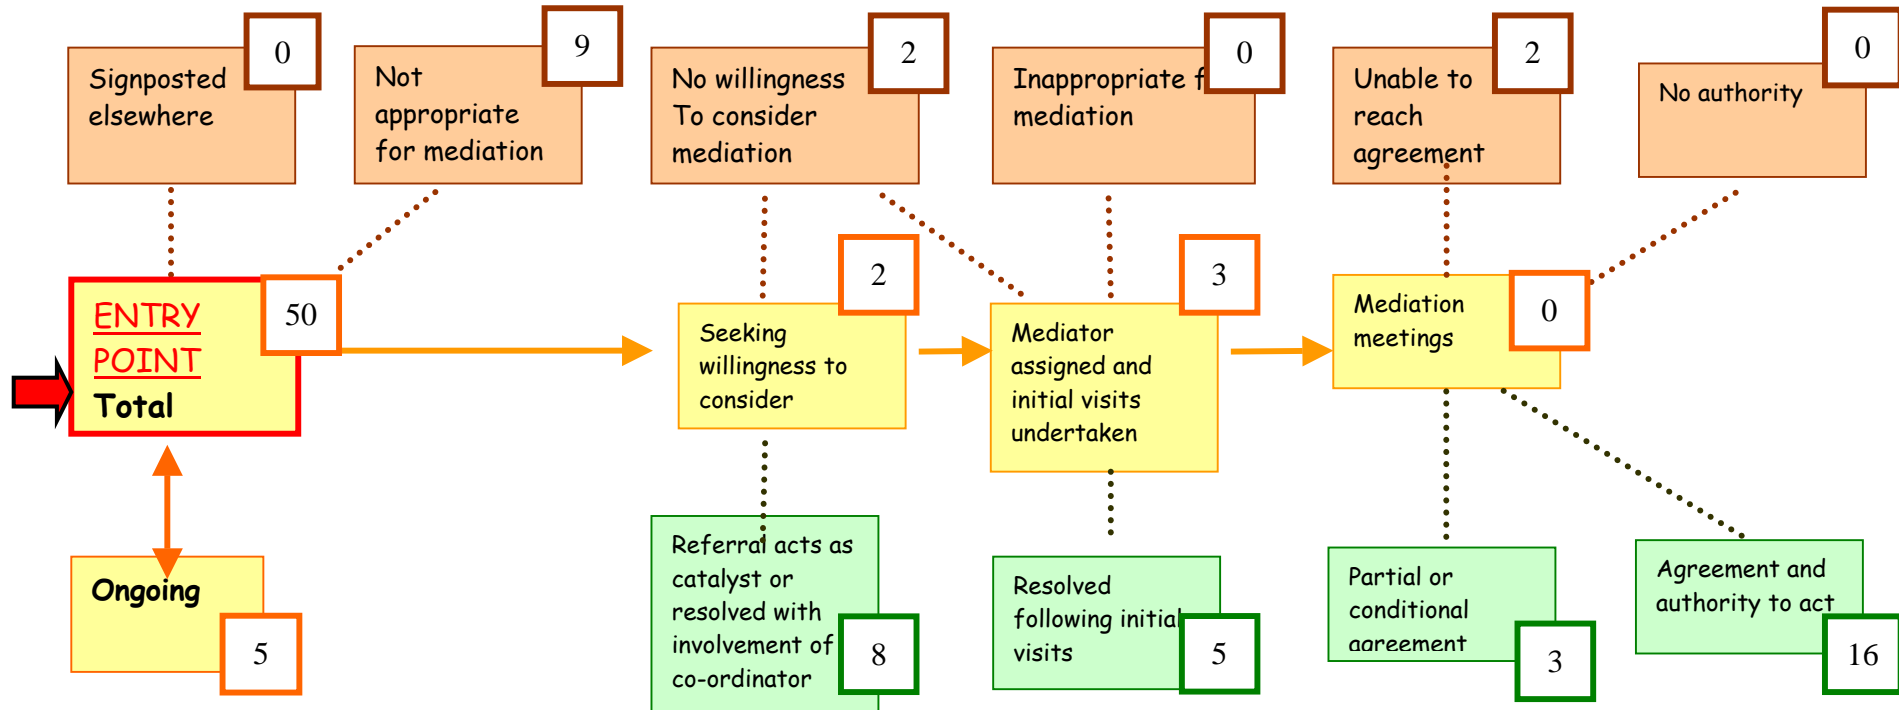 Signposted
elsewhere
0
Not
appropriate
for mediation
9
No willingness
To consider
mediation
2
Inappropriate f
mediation
0
Unable to
reach
agreement
2
No authority
0
ENTRY
POINT
Total
50
Seeking
willingness to
consider
2
Mediator
assigned and
initial visits
undertaken
3
Mediation
meetings
0
Ongoing
5
Referral acts as
catalyst or
resolved with
involvement of
co-ordinator
8
Resolved
following initial
visits
5
Partial or
conditional
agreement
3
Agreement and
authority to act
16